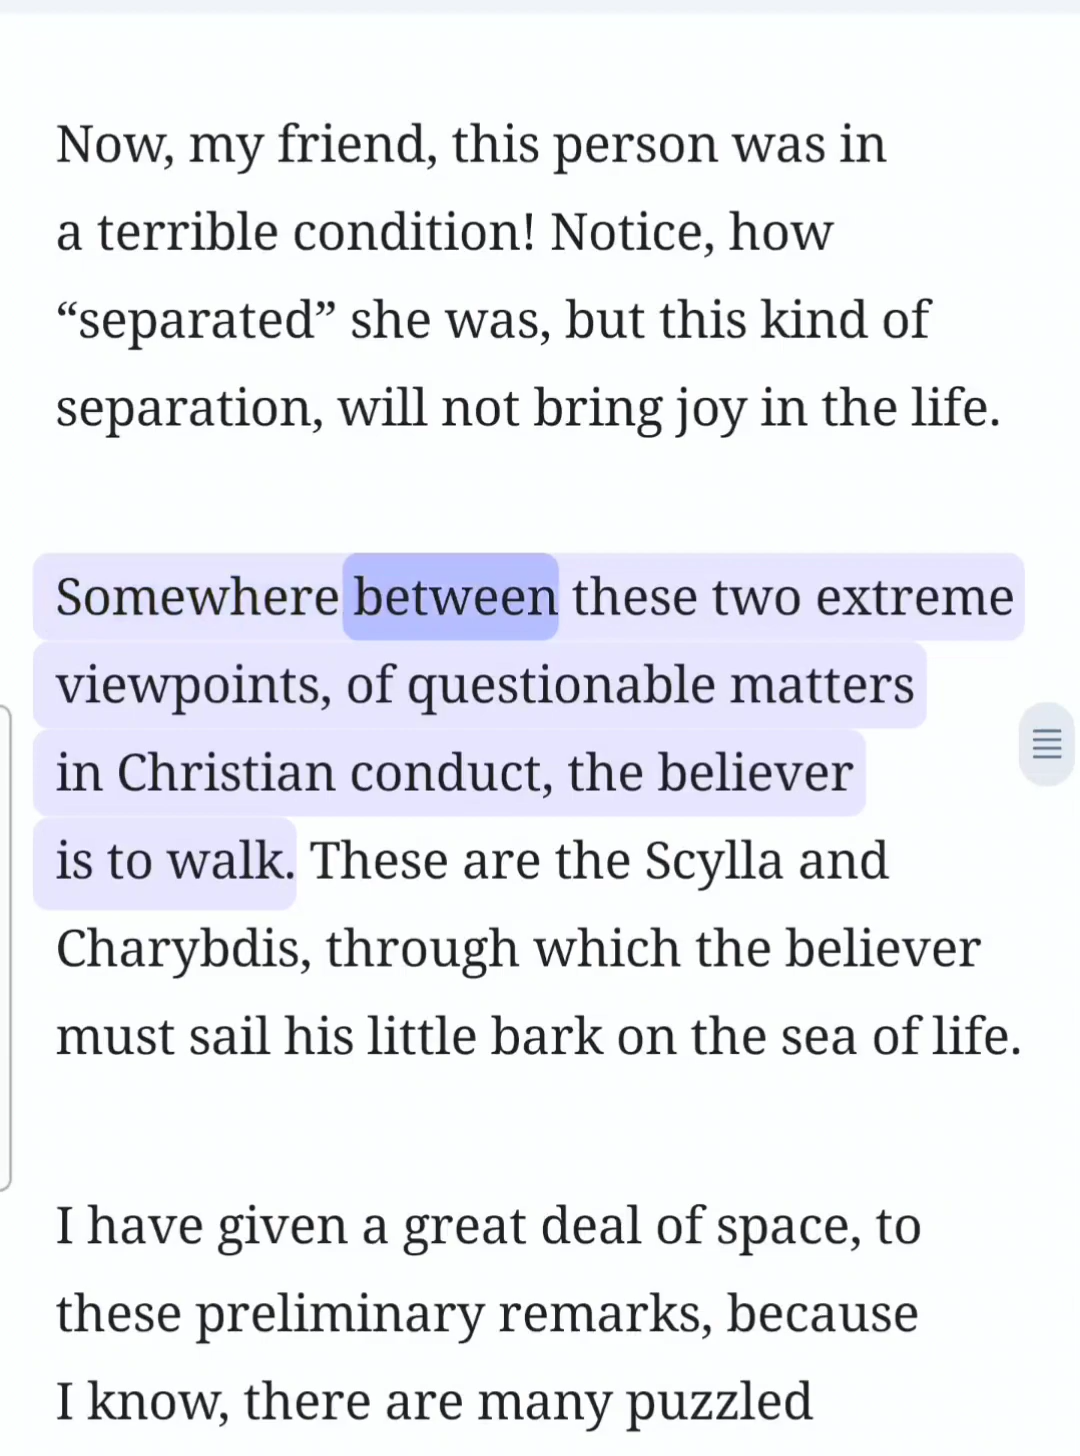 Now, my friend, this person was in
a terrible condition! Notice, how
“separated” she was, but this kind of
separation, will not bring joy in the life.
Somewhere between these two extreme
viewpoints, of questionable matters
in Christian conduct, the believer
is to walk. These are the Scylla and
Charybdis, through which the believer
must sail his little bark on the sea of life.
I have given a great deal of space, to
these preliminary remarks, because
I know, there are many puzzled